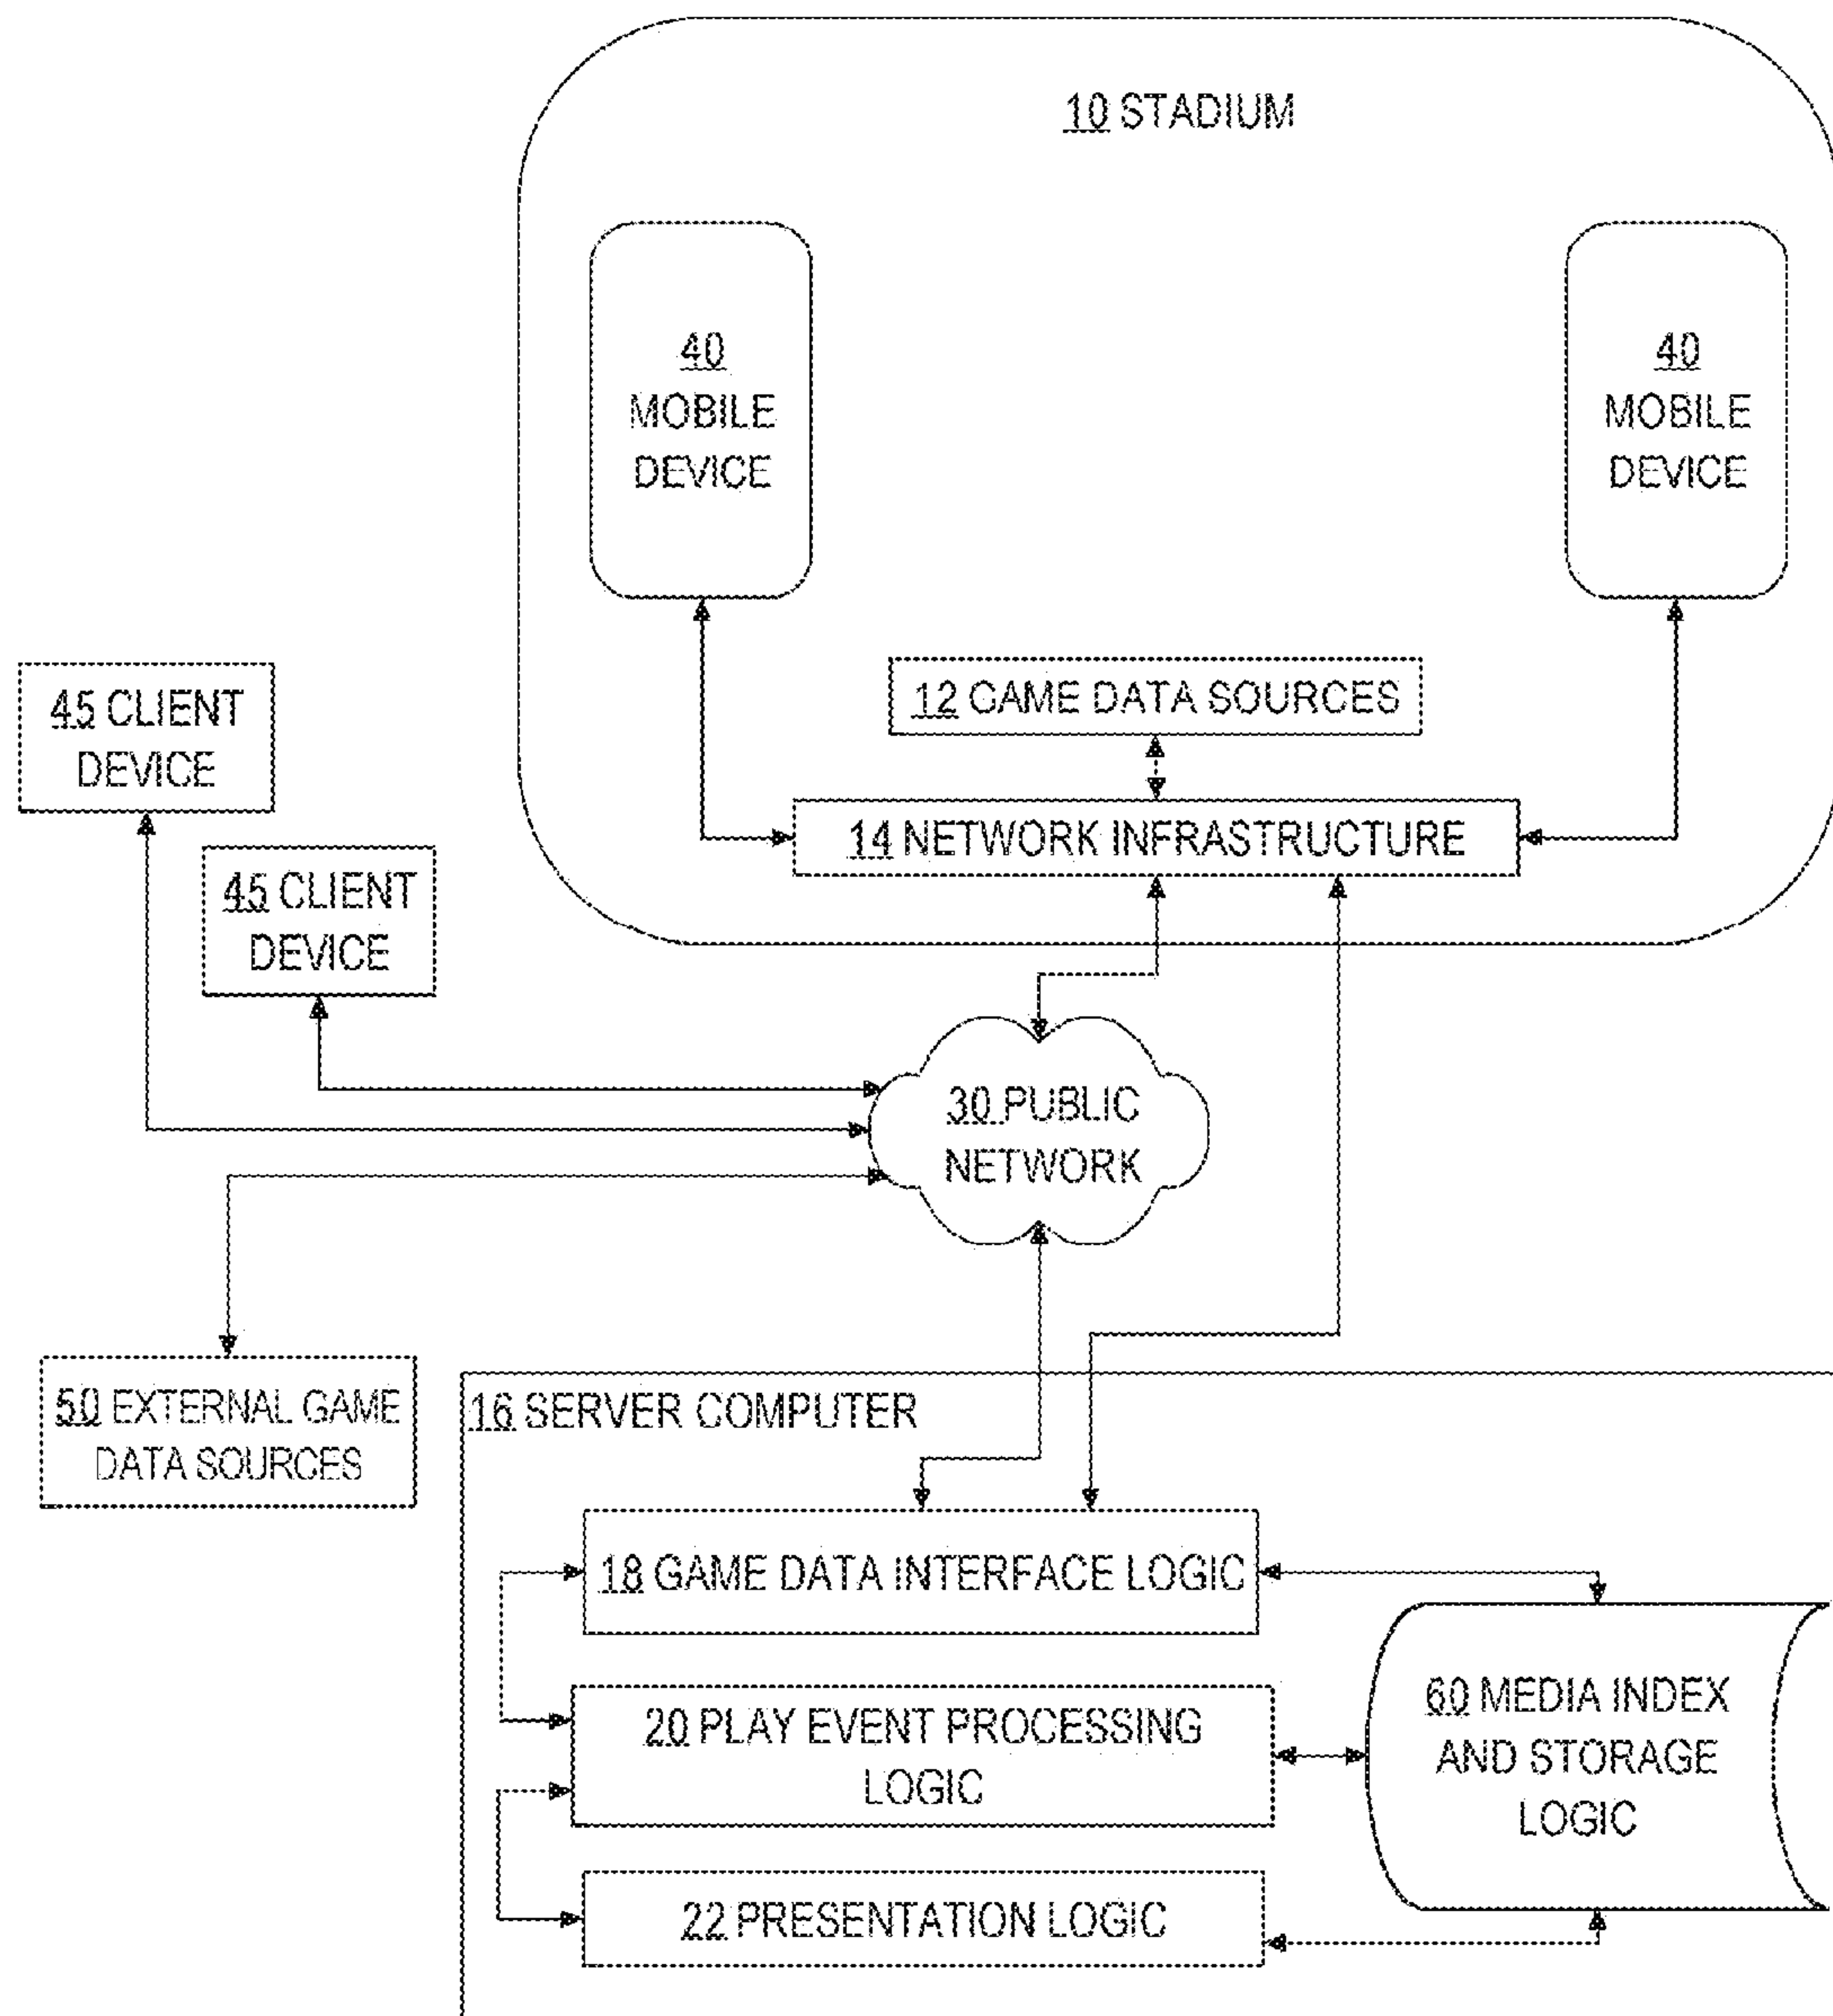 10 STADIUM
40
MOBILE
DEVICE
40
MOBILE
DEVICE
12 GAME DATA SOURCES
14 NETWORK INFRASTRUCTURE
45 CLIENT
DEVICE
45 CLIENT
DEVICE
30 PUBLIC
NETWORK
50 EXTERNAL GAME
DATA SOURCES
16 SERVER COMPUTER
18 GAME DATA INTERFACE LOGIC
20 PLAY EVENT PROCESSING
LOGIC
60 MEDIA INDEX
AND STORAGE
LOGIC
22 PRESENTATION LOGIC